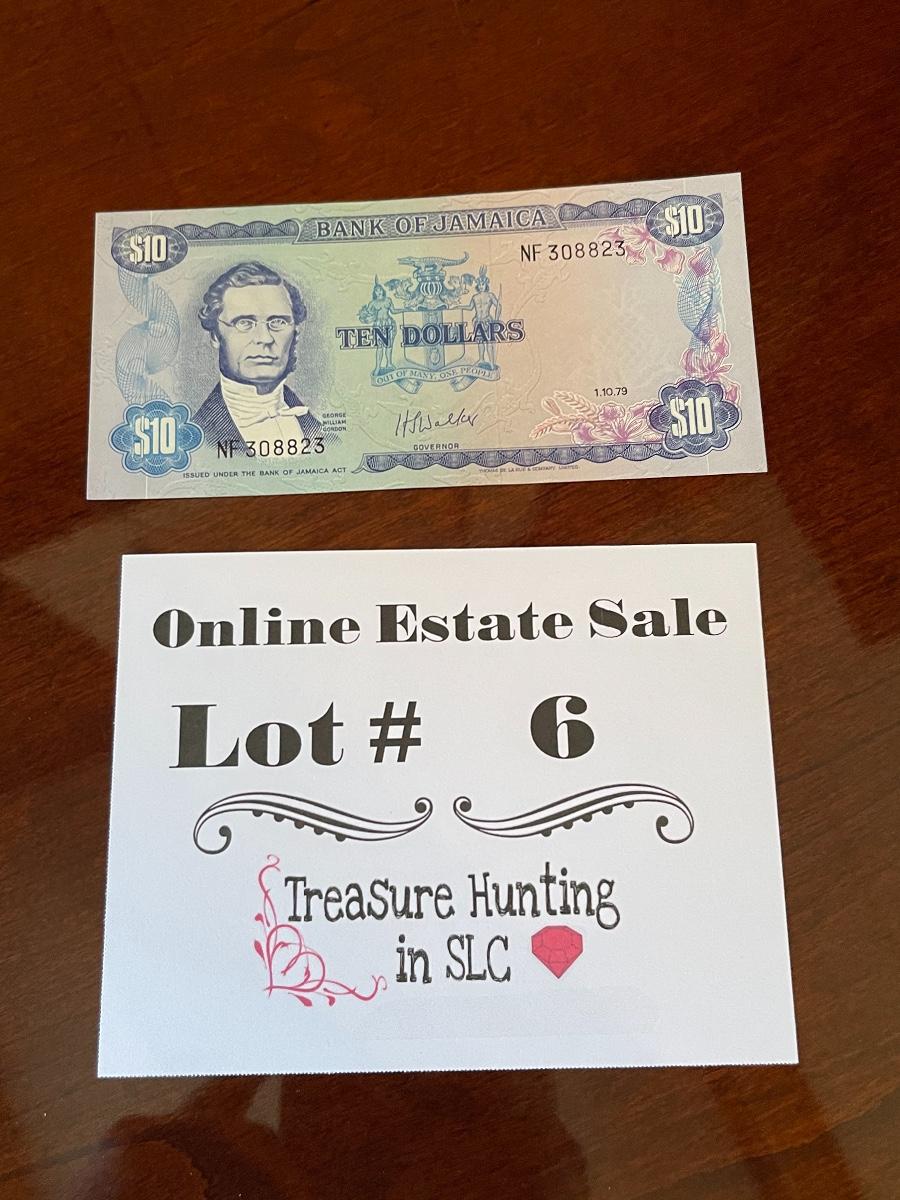 BANK OF JAMAICA
$10
$10
NF 308823
TEN DOLLARS
OUT OF MANY, ONE PEOPLE
1.10.79
GEORGE
WILLIAM
GORDON
HSWalker
$10
NF 308823
GOVERNOR
$10
ISSUED UNDER THE BANK OF JAMAICA ACT
THOMAS DE LA RUE & COMPANY, LIMITED.
Online Estate Sale
Lot # 6
Treasure Hunting
in SLC